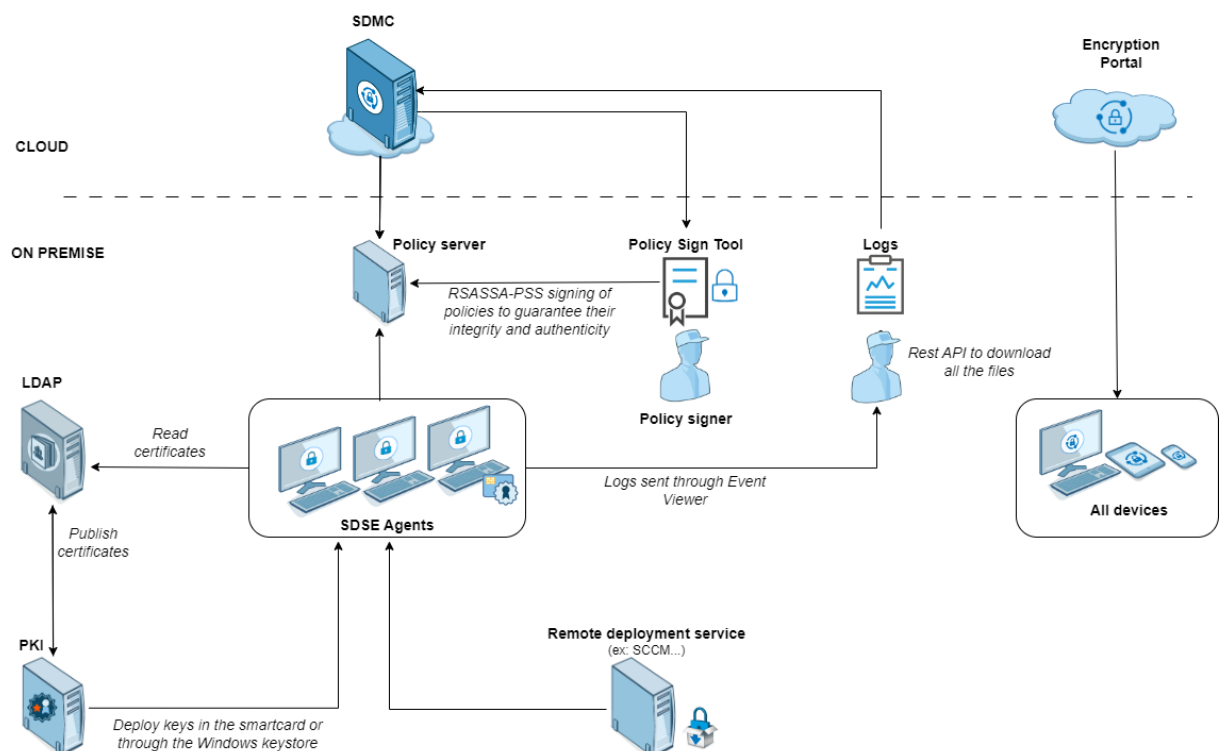 SDMC
Encryption
Portal
CLOUD
ON PREMISE
Policy server
Policy Sign Tool
Logs
RSASSA-PSS signing of
policies to guarantee their
integrity and authenticity
Rest API to download
all the files
LDAP
Policy signer
Read
certificates
Logs sent through Event
Viewer
SDSE Agents
All devices
Publish
certificates
PKI
Remote deployment service
(ex: SCCM...)
Deploy keys in the smartcard or
through the Windows keystore